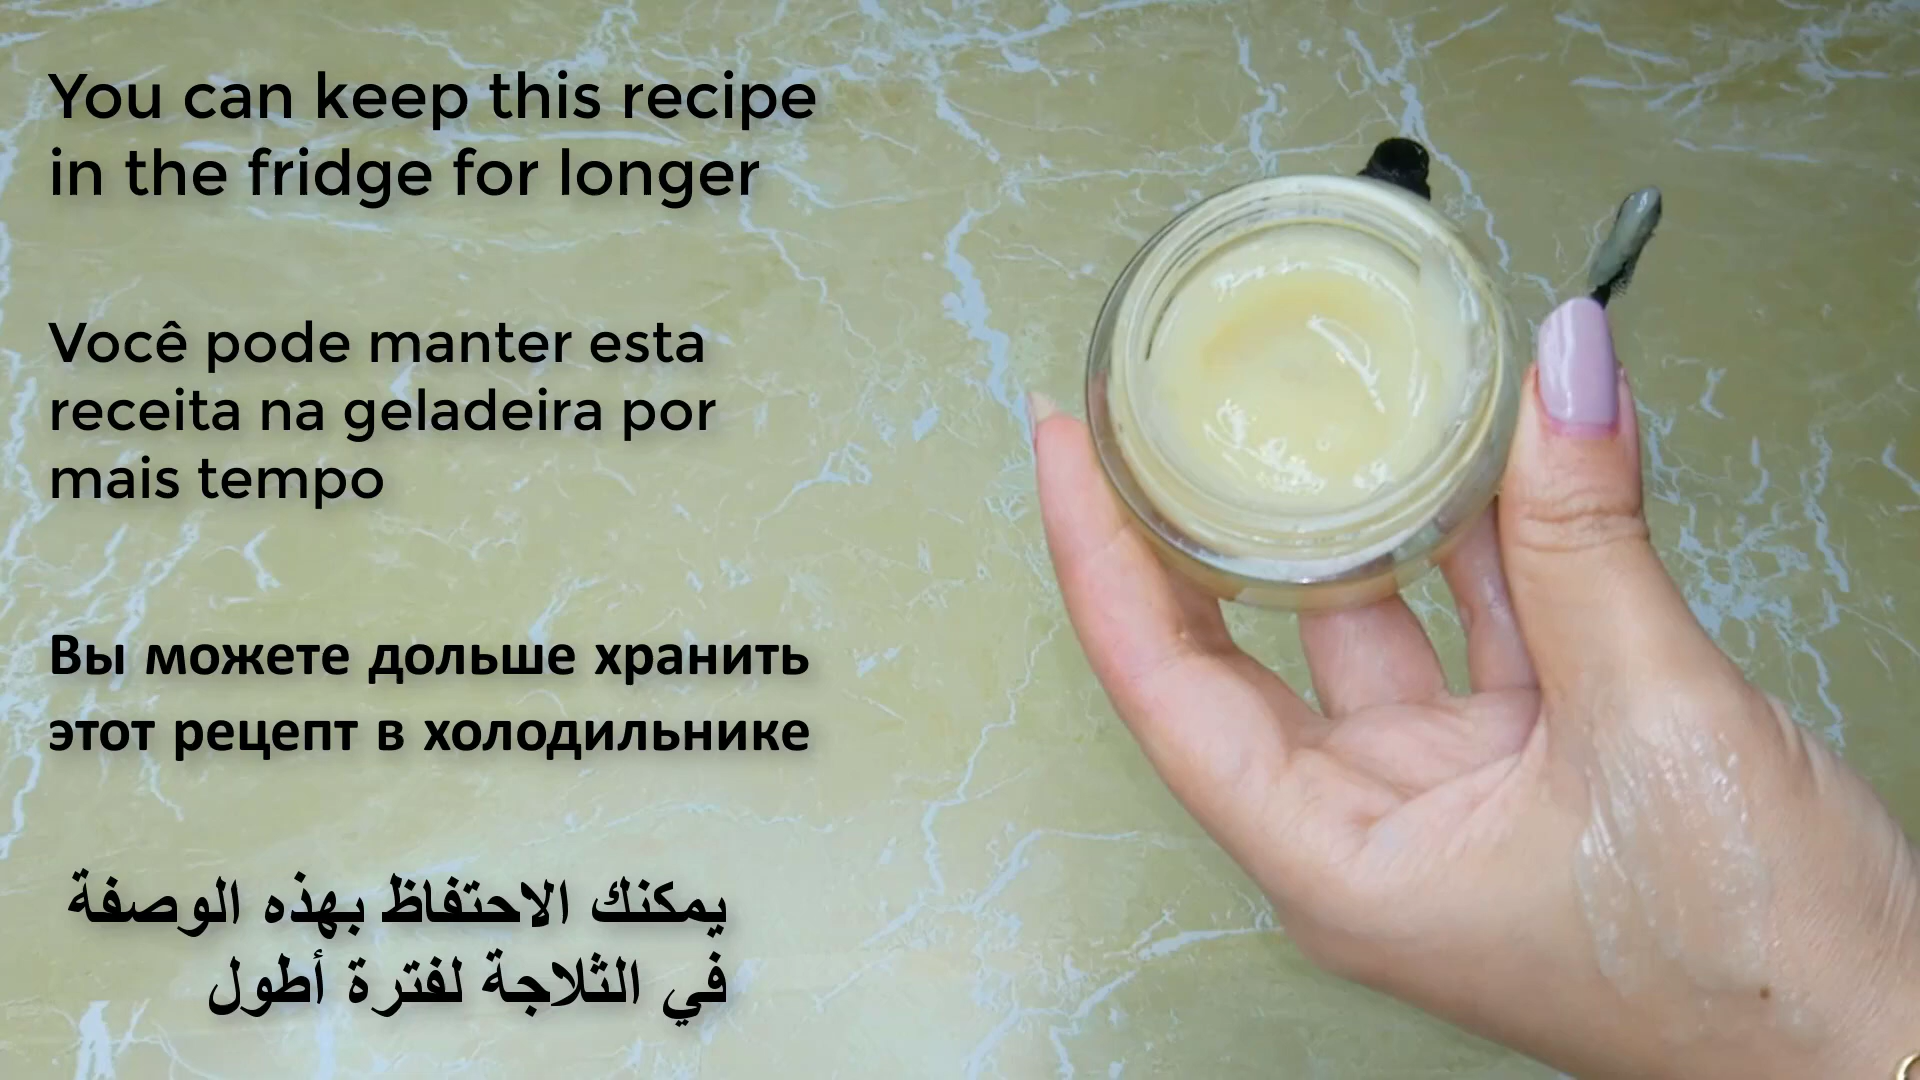 You can keep this recipe
in the fridge for longer
Você pode manter esta
receita na geladeira por
mais tempo
Вы можете дольше хранить
этот рецепт в холодильнике
يمكنك الاحتفاظ بهذه الوصفة
في الثلاجة لفترة أطول